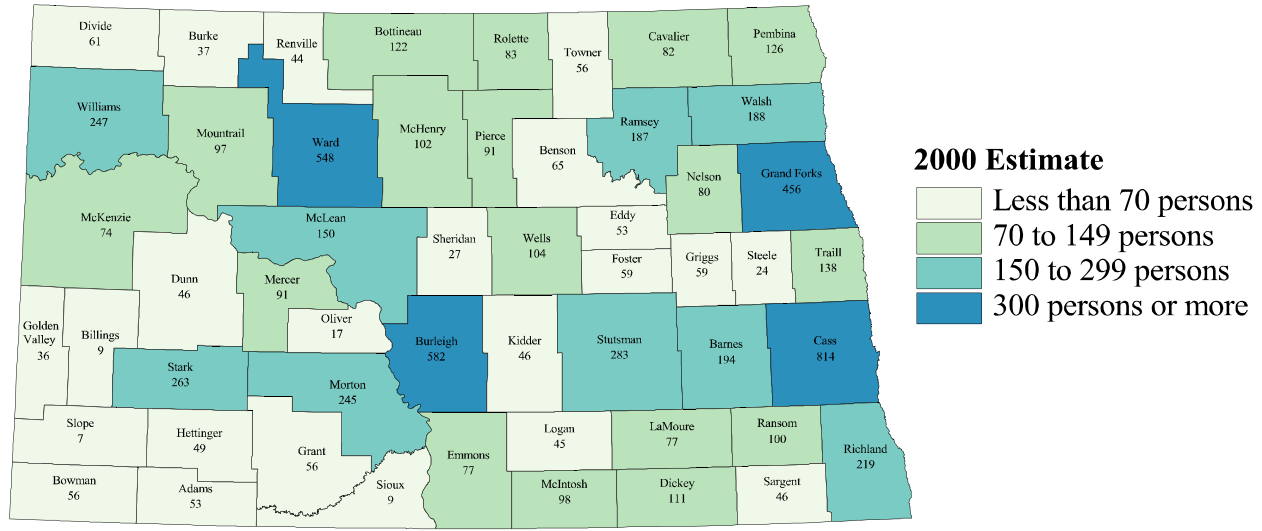 Divide
61
Burke
37
Renville
44
Bottineau
122
Rolette
83
Towner
56
Cavalier
82
Pembina
126
Williams
247
Mountrail
97
Ward
548
McHenry
102
Pierce
91
Benson
65
Ramsey
187
Walsh
188
Nelson
80
Grand Forks
456
McKenzie
74
McLean
150
Sheridan
27
Wells
104
Eddy
53
Foster
59
Griggs
59
Steele
24
Traill
138
Dunn
46
Mercer
91
Oliver
17
Golden
Valley
36
Billings
9
Burleigh
582
Kidder
46
Stutsman
283
Barnes
194
Cass
814
Stark
263
Morton
245
Slope
7
Hettinger
49
Grant
56
Emmons
77
Logan
45
LaMoure
77
Ransom
100
Richland
219
Bowman
56
Adams
53
Sioux
9
McIntosh
98
Dickey
111
Sargent
46
2000 Estimate
Less than 70 persons
70 to 149 persons
150 to 299 persons
300 persons or more